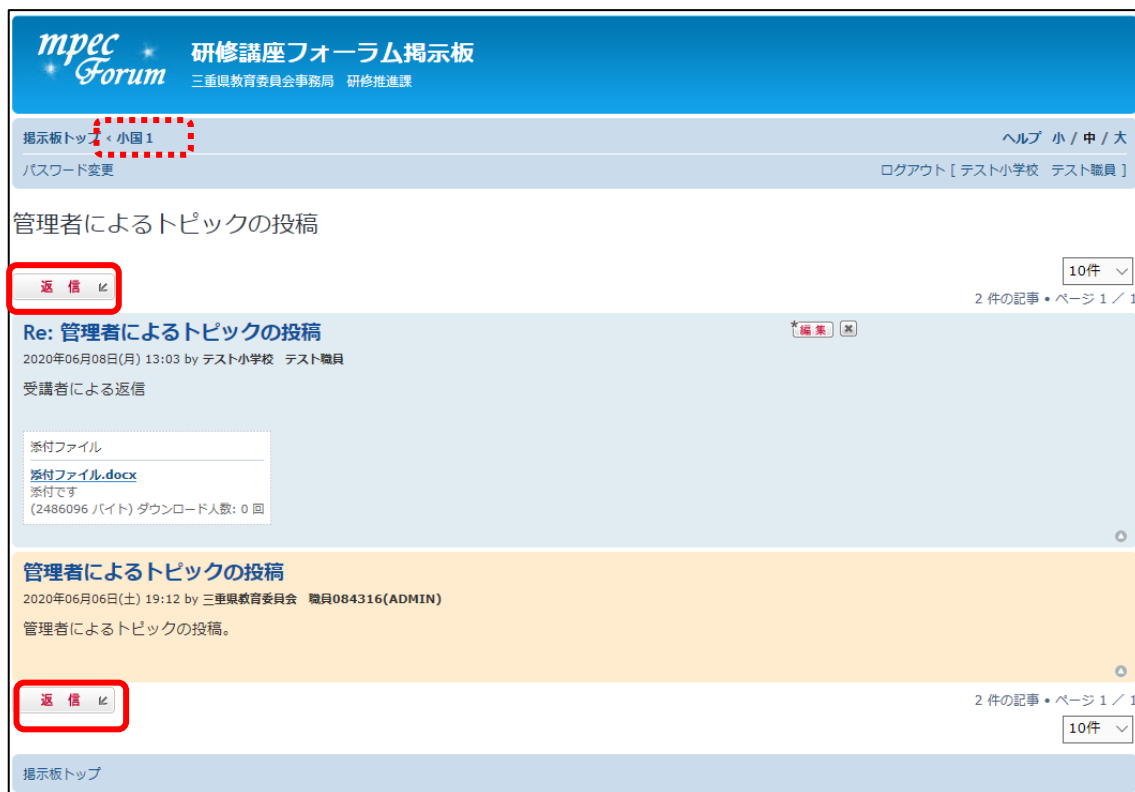 mpec
Forum
研修講座フォーラム掲示板
三重県教育委員会事務局　研修推進課
掲示板トップ ‹ 小国1
ヘルプ 小 / 中 / 大
パスワード変更
ログアウト [ テスト小学校　テスト職員 ]
管理者によるトピックの投稿
返 信
10件
2 件の記事 • ページ 1 ／ 1
Re: 管理者によるトピックの投稿
編 集
2020年06月08日(月) 13:03 by テスト小学校　テスト職員
受講者による返信
添付ファイル
添付ファイル.docx
添付です
(2486096 バイト) ダウンロード人数: 0 回
管理者によるトピックの投稿
2020年06月06日(土) 19:12 by 三重県教育委員会　職員084316(ADMIN)
管理者によるトピックの投稿。
返 信
2 件の記事 • ページ 1 ／ 1
10件
掲示板トップ